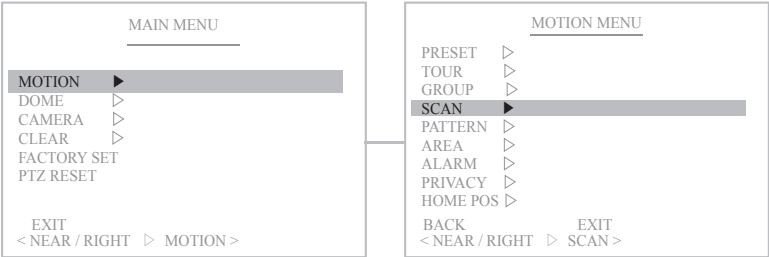 MAIN MENU
MOTION ▶
DOME ▷
CAMERA ▷
CLEAR ▷
FACTORY SET
PTZ RESET
EXIT
< NEAR / RIGHT ▷ MOTION >
MOTION MENU
PRESET ▷
TOUR ▷
GROUP ▷
SCAN ▶
PATTERN ▷
AREA ▷
ALARM ▷
PRIVACY ▷
HOME POS ▷
BACK EXIT
< NEAR / RIGHT ▷ SCAN >